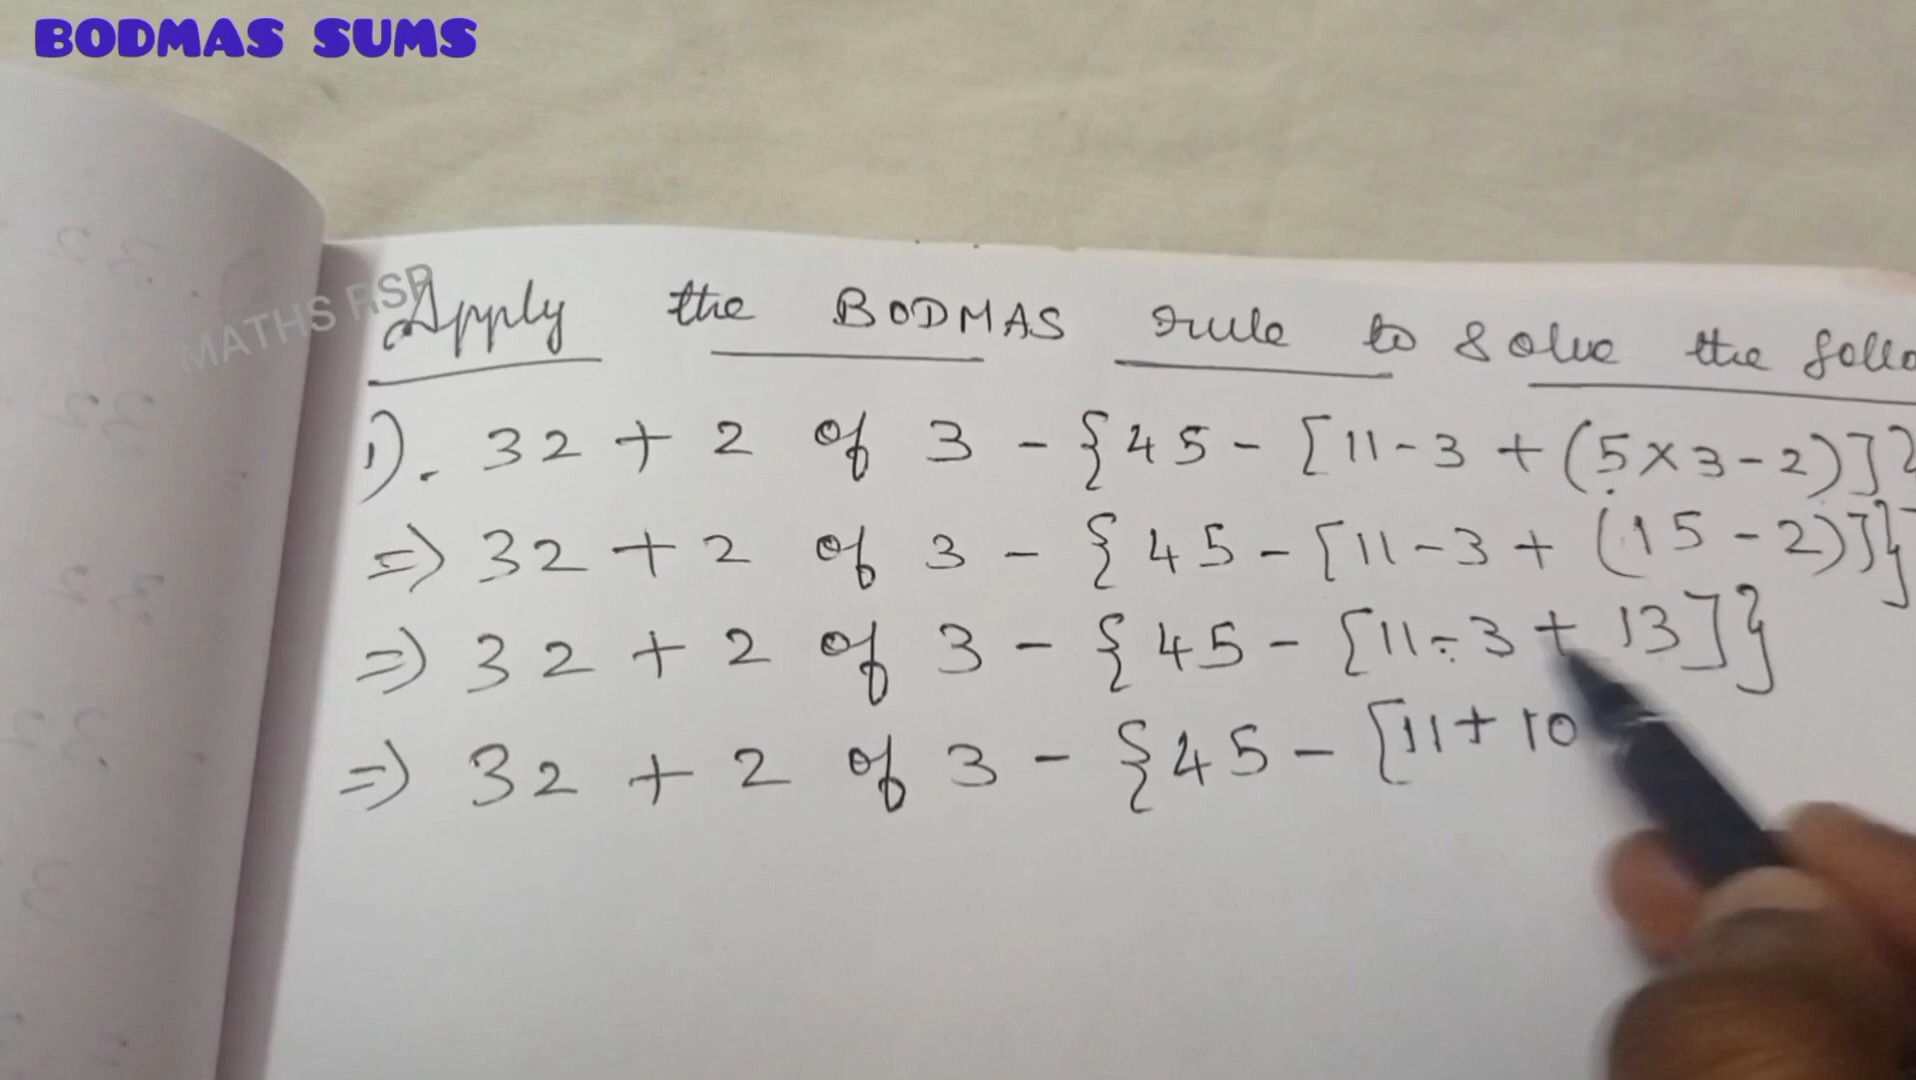 BODMAS SUMS
MATHS RSP
Apply the BODMAS rule to solve the follo
1). 32 + 2 of 3 - {45 - [11 - 3 + (5 × 3 - 2)]}
=> 32 + 2 of 3 - {45 - [11 - 3 + (15 - 2)]}
=> 32 + 2 of 3 - {45 - [11 - 3 + 13]}
=> 32 + 2 of 3 - {45 - [11 + 10